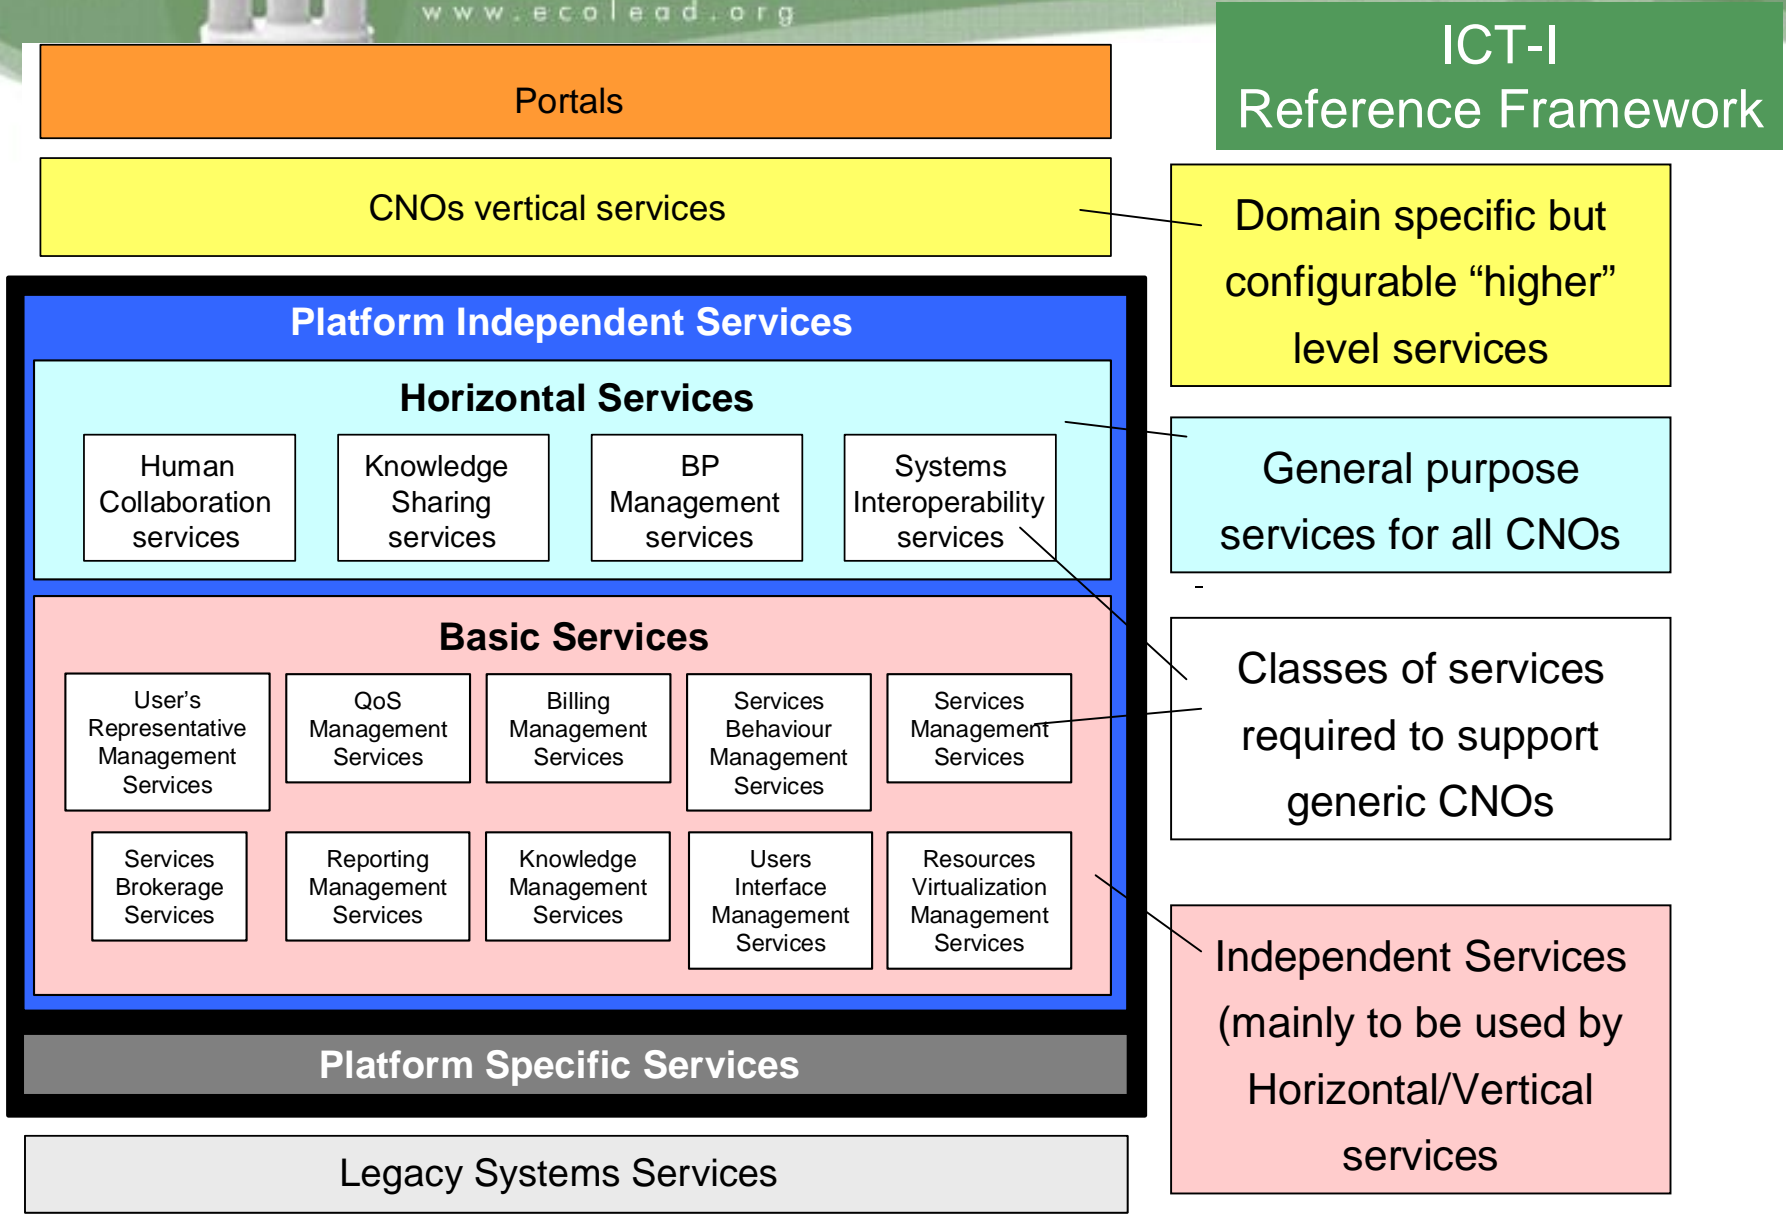 www.ecolead.org
ICT-I
Reference Framework
Portals
CNOs vertical services
Domain specific but
configurable “higher”
level services
Platform Independent Services
Horizontal Services
Human
Collaboration
services
Knowledge
Sharing
services
BP
Management
services
Systems
Interoperability
services
General purpose
services for all CNOs
-
Basic Services
User’s
Representative
Management
Services
QoS
Management
Services
Billing
Management
Services
Services
Behaviour
Management
Services
Services
Management
Services
Classes of services
required to support
generic CNOs
Services
Brokerage
Services
Reporting
Management
Services
Knowledge
Management
Services
Users
Interface
Management
Services
Resources
Virtualization
Management
Services
Independent Services
(mainly to be used by
Horizontal/Vertical
services
Platform Specific Services
Legacy Systems Services